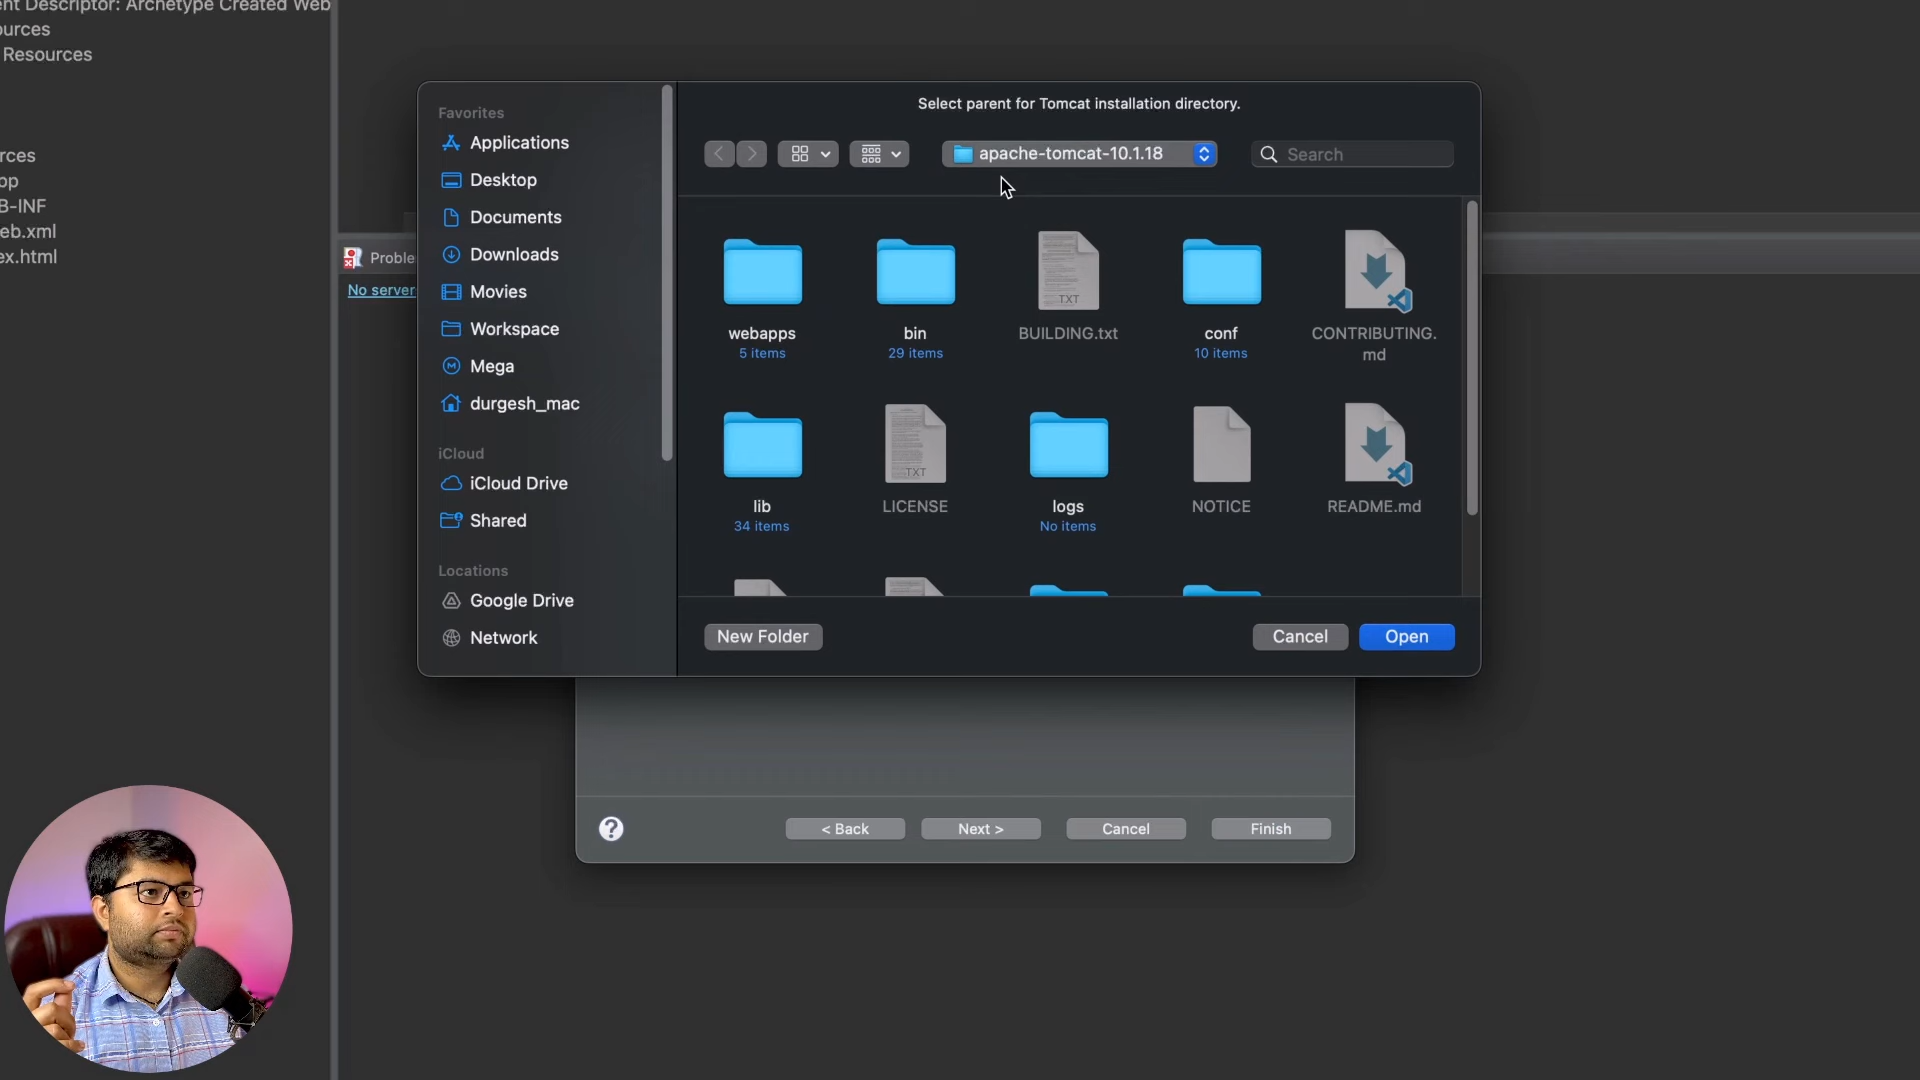 ent Descriptor: Archetype Created Web
ources
Resources
rces
pp
B-INF
eb.xml
ex.html
Proble
No server
Favorites
Applications
Desktop
Documents
Downloads
Movies
Workspace
Mega
durgesh_mac
iCloud
iCloud Drive
Shared
Locations
Google Drive
Network
Select parent for Tomcat installation directory.
apache-tomcat-10.1.18
Search
webapps
5 items
bin
29 items
TXT
BUILDING.txt
conf
10 items
CONTRIBUTING.
md
lib
34 items
TXT
LICENSE
logs
No items
NOTICE
README.md
New Folder
Cancel
Open
?
< Back
Next >
Cancel
Finish